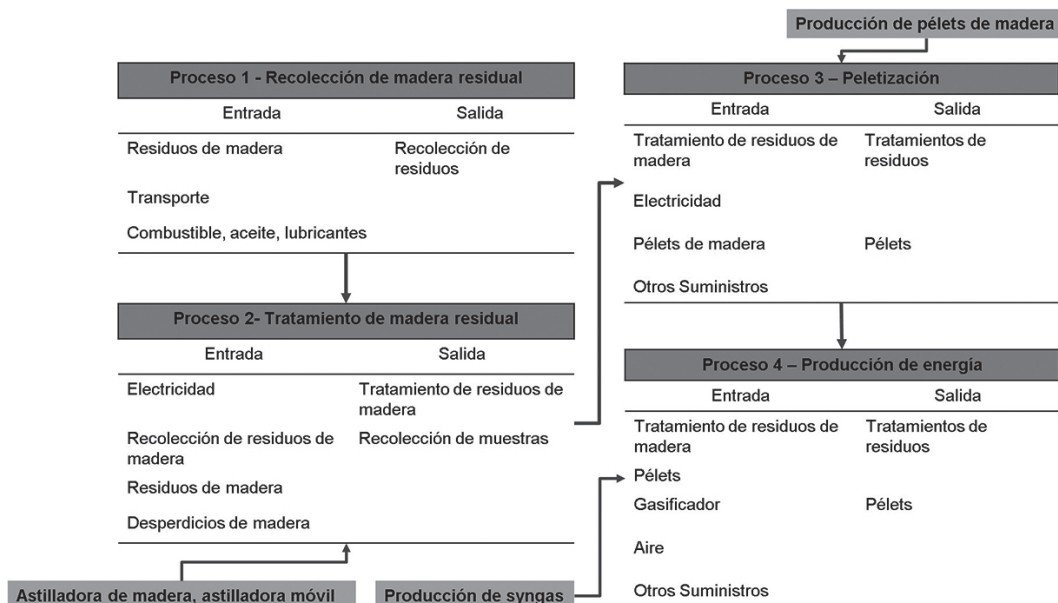 Producción de pélets de madera
Proceso 1 - Recolección de madera residual
Entrada Salida
Residuos de madera Recolección de
residuos
Transporte
Combustible, aceite, lubricantes
Proceso 2- Tratamiento de madera residual
Entrada Salida
Electricidad Tratamiento de residuos de
madera
Recolección de residuos de Recolección de muestras
madera
Residuos de madera
Desperdicios de madera
Astilladora de madera, astilladora móvil
Proceso 3 – Peletización
Entrada Salida
Tratamiento de residuos de Tratamientos de
madera residuos
Electricidad
Pélets de madera Pélets
Otros Suministros
Proceso 4 – Producción de energía
Entrada Salida
Tratamiento de residuos de Tratamientos de
madera residuos
Pélets
Gasificador Pélets
Aire
Otros Suministros
Producción de syngas